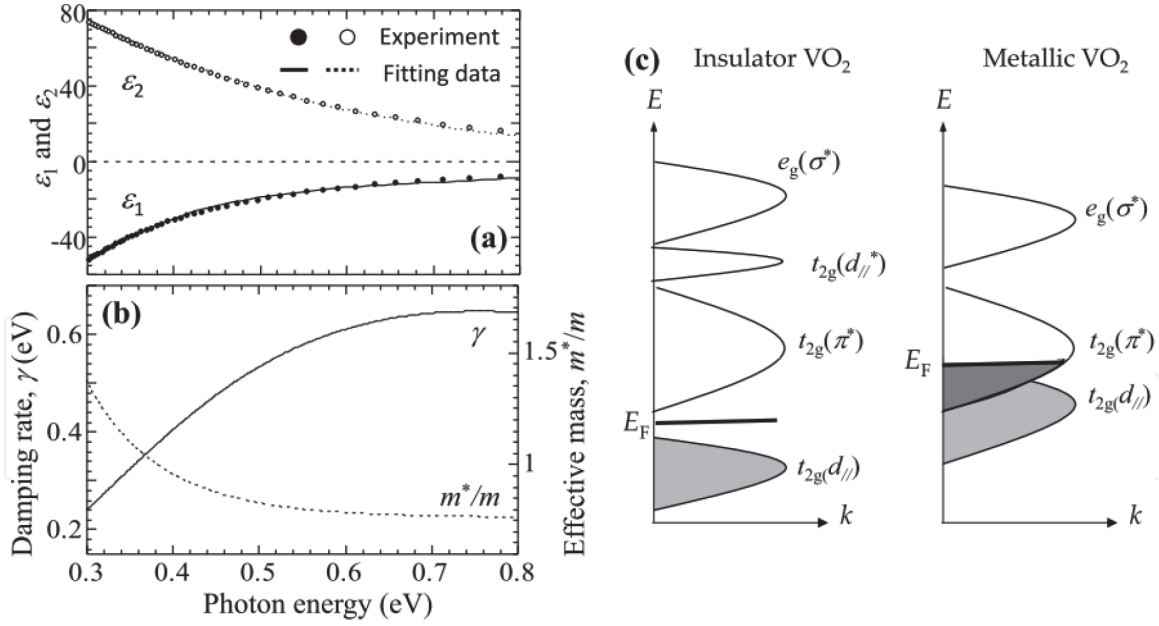 80
40
0
-40
ε1 and ε2
ε2
ε1
Experiment
Fitting data
(a)
(b)
0.6
0.4
0.2
Damping rate, γ (eV)
γ
m*/m
1.5
1
Effective mass, m*/m
0.3 0.4 0.5 0.6 0.7 0.8
Photon energy (eV)
(c)
Insulator VO2
E
eg(σ*)
t2g(d//*)
t2g(π*)
EF
t2g(d//)
k
Metallic VO2
E
eg(σ*)
t2g(π*)
EF
t2g(d//)
k